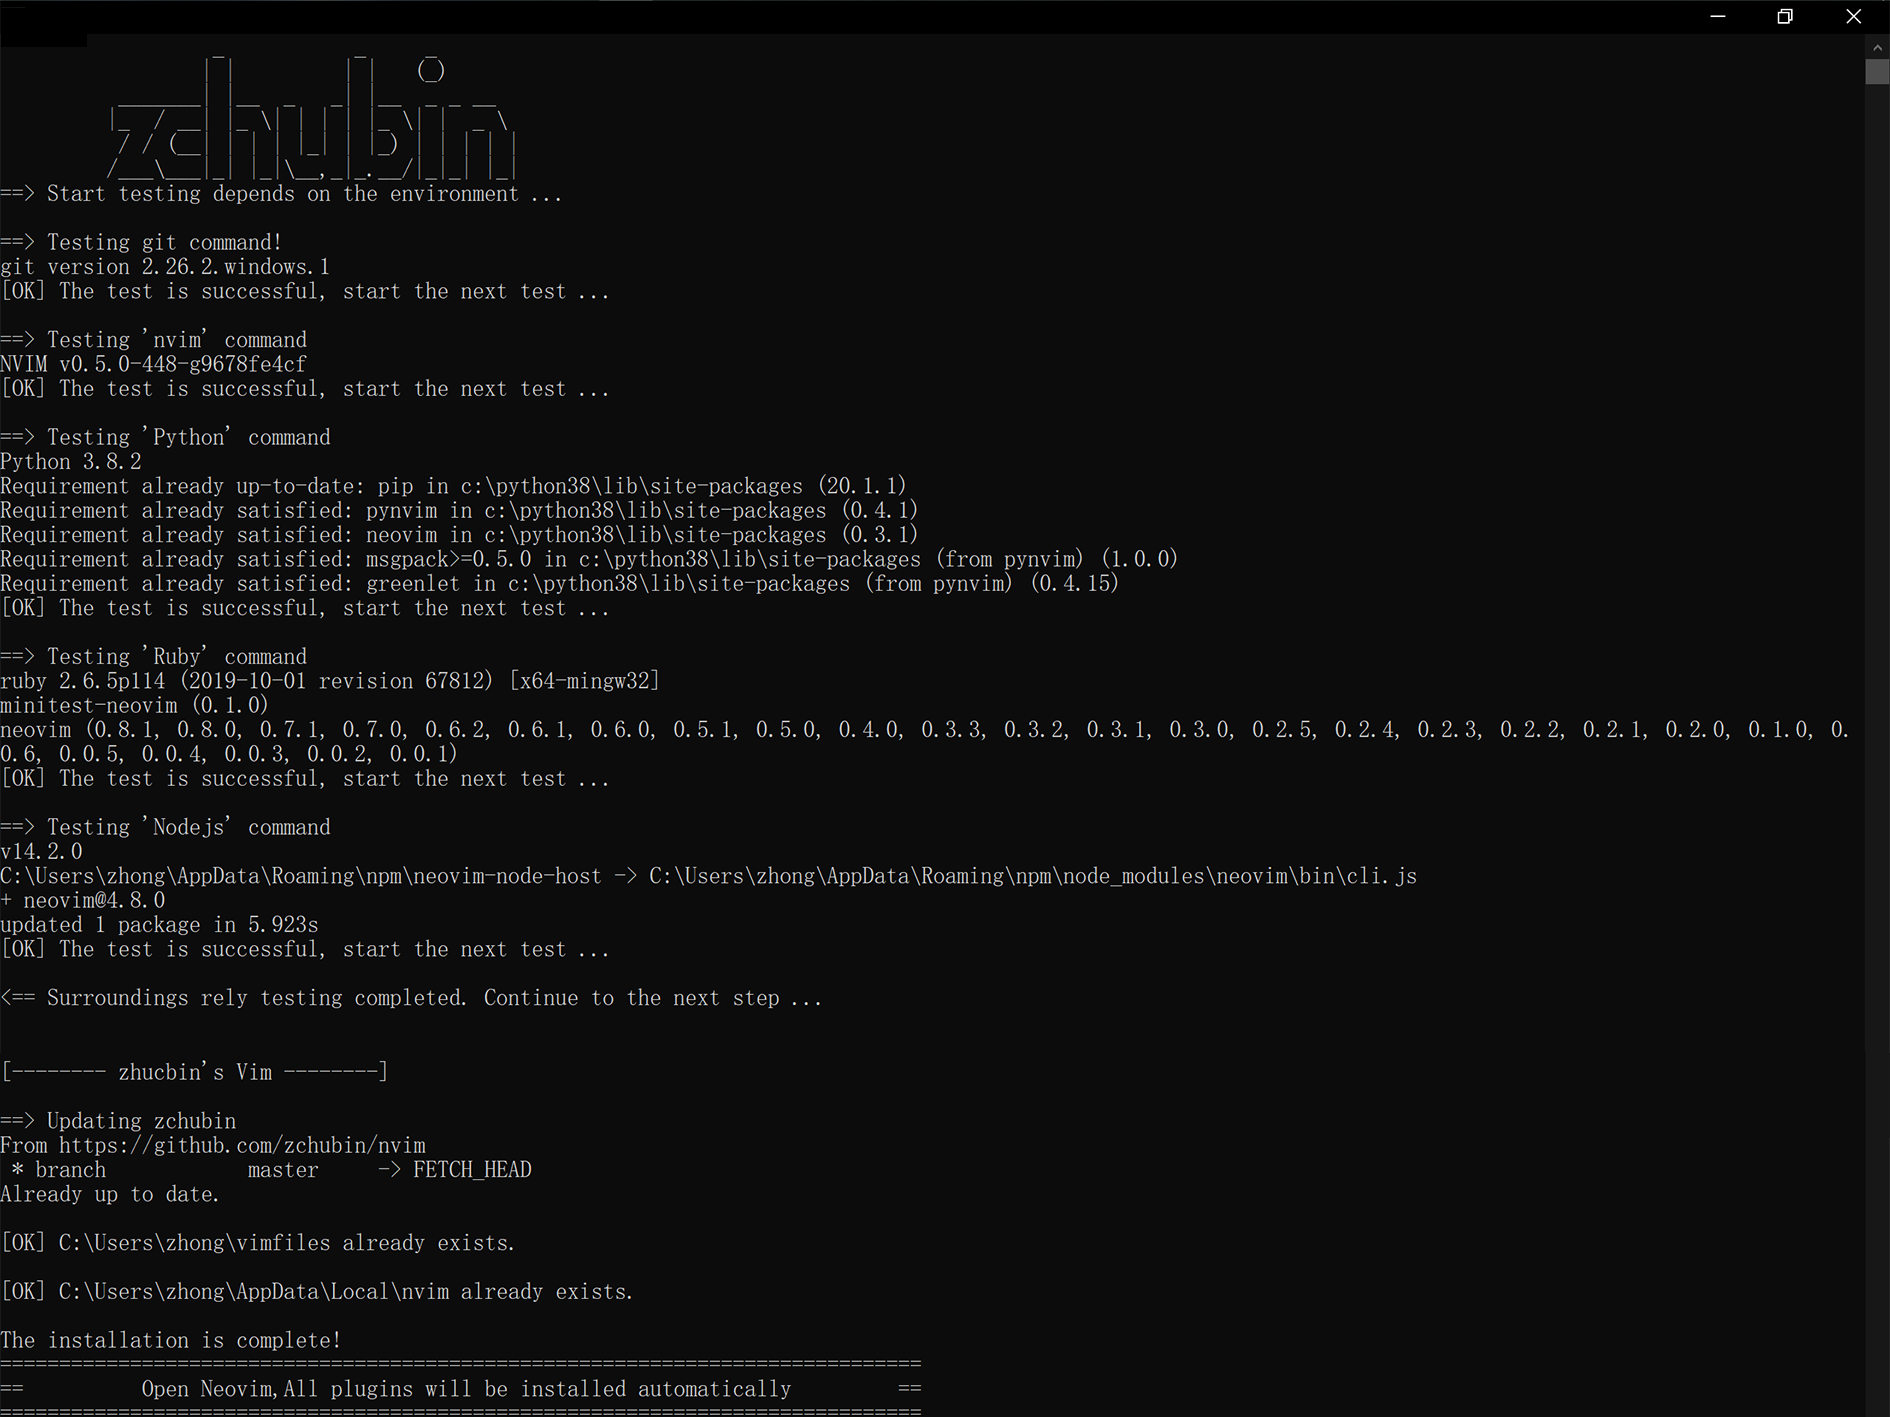 zchubin
==> Start testing depends on the environment ...
==> Testing git command!
git version 2.26.2.windows.1
[OK] The test is successful, start the next test ...
==> Testing 'nvim' command
NVIM v0.5.0-448-g9678fe4cf
[OK] The test is successful, start the next test ...
==> Testing 'Python' command
Python 3.8.2
Requirement already up-to-date: pip in c:\python38\lib\site-packages (20.1.1)
Requirement already satisfied: pynvim in c:\python38\lib\site-packages (0.4.1)
Requirement already satisfied: neovim in c:\python38\lib\site-packages (0.3.1)
Requirement already satisfied: msgpack>=0.5.0 in c:\python38\lib\site-packages (from pynvim) (1.0.0)
Requirement already satisfied: greenlet in c:\python38\lib\site-packages (from pynvim) (0.4.15)
[OK] The test is successful, start the next test ...
==> Testing 'Ruby' command
ruby 2.6.5p114 (2019-10-01 revision 67812) [x64-mingw32]
minitest-neovim (0.1.0)
neovim (0.8.1, 0.8.0, 0.7.1, 0.7.0, 0.6.2, 0.6.1, 0.6.0, 0.5.1, 0.5.0, 0.4.0, 0.3.3, 0.3.2, 0.3.1, 0.3.0, 0.2.5, 0.2.4, 0.2.3, 0.2.2, 0.2.1, 0.2.0, 0.1.0, 0.
0.6, 0.0.5, 0.0.4, 0.0.3, 0.0.2, 0.0.1)
[OK] The test is successful, start the next test ...
==> Testing 'Nodejs' command
v14.2.0
C:\Users\zhong\AppData\Roaming\npm\neovim-node-host -> C:\Users\zhong\AppData\Roaming\npm\node_modules\neovim\bin\cli.js
+ neovim@4.8.0
updated 1 package in 5.923s
[OK] The test is successful, start the next test ...
<== Surroundings rely testing completed. Continue to the next step ...
[-------- zhucbin's Vim --------]
==> Updating zchubin
From https://github.com/zchubin/nvim
 * branch            master     -> FETCH_HEAD
Already up to date.
[OK] C:\Users\zhong\vimfiles already exists.
[OK] C:\Users\zhong\AppData\Local\nvim already exists.
The installation is complete!
==============================================================================
==          Open Neovim,All plugins will be installed automatically         ==
==============================================================================